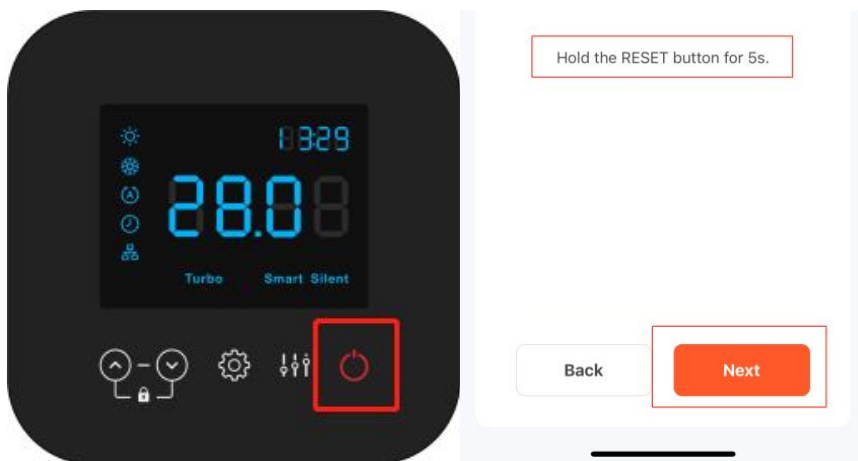 13:29
28.0
Turbo Smart Silent
Hold the RESET button for 5s.
Back Next